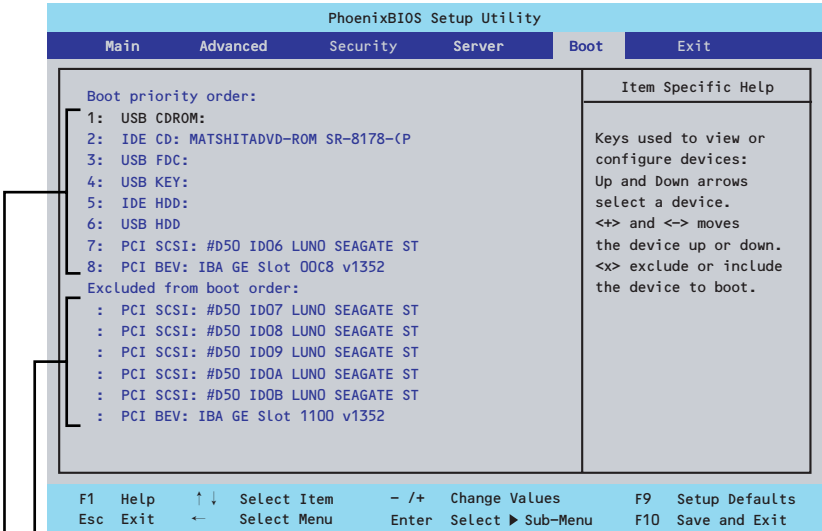 PhoenixBIOS Setup Utility
Main Advanced Security Server Boot Exit
Boot priority order:
1: USB CDROM:
2: IDE CD: MATSHITADVD-ROM SR-8178-(P
3: USB FDC:
4: USB KEY:
5: IDE HDD:
6: USB HDD
7: PCI SCSI: #D50 ID06 LUN0 SEAGATE ST
8: PCI BEV: IBA GE Slot 00C8 v1352
Excluded from boot order:
: PCI SCSI: #D50 ID07 LUN0 SEAGATE ST
: PCI SCSI: #D50 ID08 LUN0 SEAGATE ST
: PCI SCSI: #D50 ID09 LUN0 SEAGATE ST
: PCI SCSI: #D50 ID0A LUN0 SEAGATE ST
: PCI SCSI: #D50 ID0B LUN0 SEAGATE ST
: PCI BEV: IBA GE Slot 1100 v1352
Item Specific Help
Keys used to view or
configure devices:
Up and Down arrows
select a device.
<+> and <-> moves
the device up or down.
<x> exclude or include
the device to boot.
F1 Help ↑↓ Select Item - /+ Change Values F9 Setup Defaults
Esc Exit ← Select Menu Enter Select ▶ Sub-Menu F10 Save and Exit